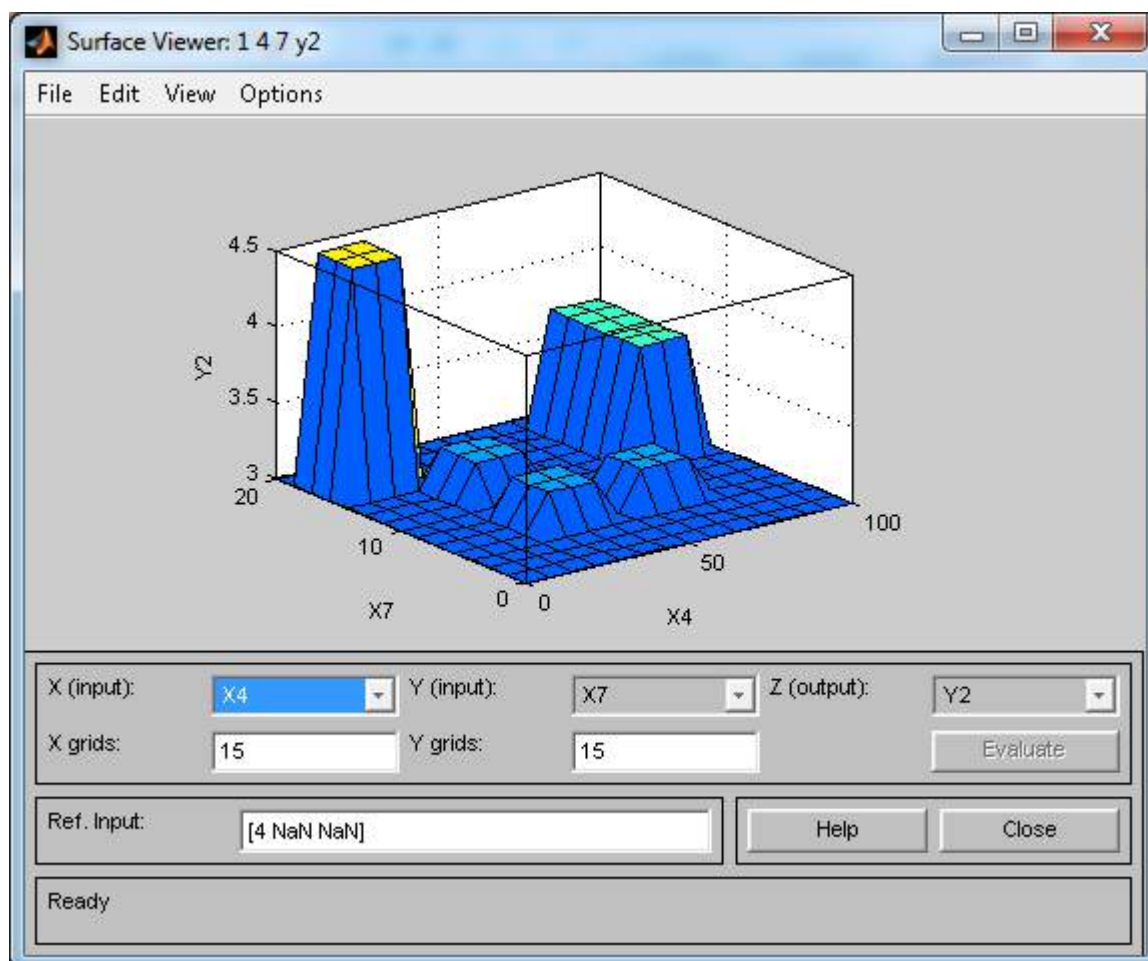 Surface Viewer: 1 4 7 y2
File Edit View Options
4.5
4
3.5
3
Y2
20
10
0
X7
0
50
100
X4
X (input): X4 Y (input): X7 Z (output): Y2
X grids: 15 Y grids: 15 Evaluate
Ref. Input: [4 NaN NaN] Help Close
Ready